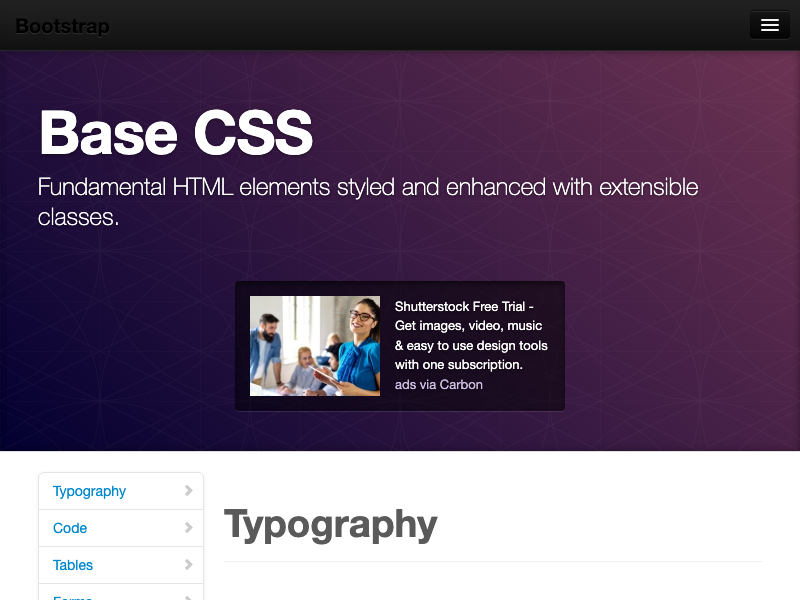 Bootstrap
Base CSS
Fundamental HTML elements styled and enhanced with extensible
classes.
Shutterstock Free Trial -
Get images, video, music
& easy to use design tools
with one subscription.
ads via Carbon
Typography
Code
Tables
Forms
Typography